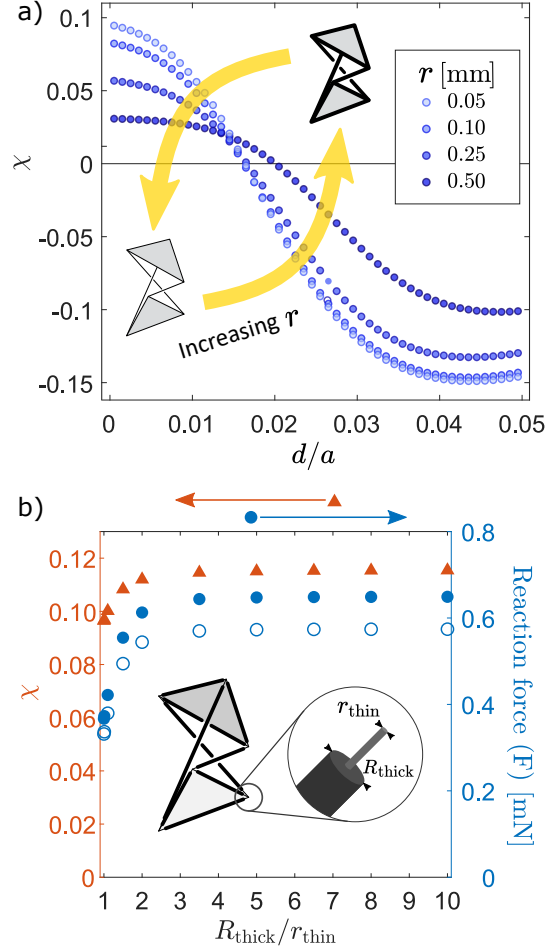 a)
0.1
0.05
0
-0.05
-0.1
-0.15
χ
r [mm]
0.05
0.10
0.25
0.50
Increasing r
0 0.01 0.02 0.03 0.04 0.05
d/a
b)
0.12
0.10
0.08
0.06
0.04
0.02
0.00
χ
0.8
0.6
0.4
0.2
0
Reaction force (F) [mN]
r_thin
R_thick
1 2 3 4 5 6 7 8 9 10
R_thick/r_thin